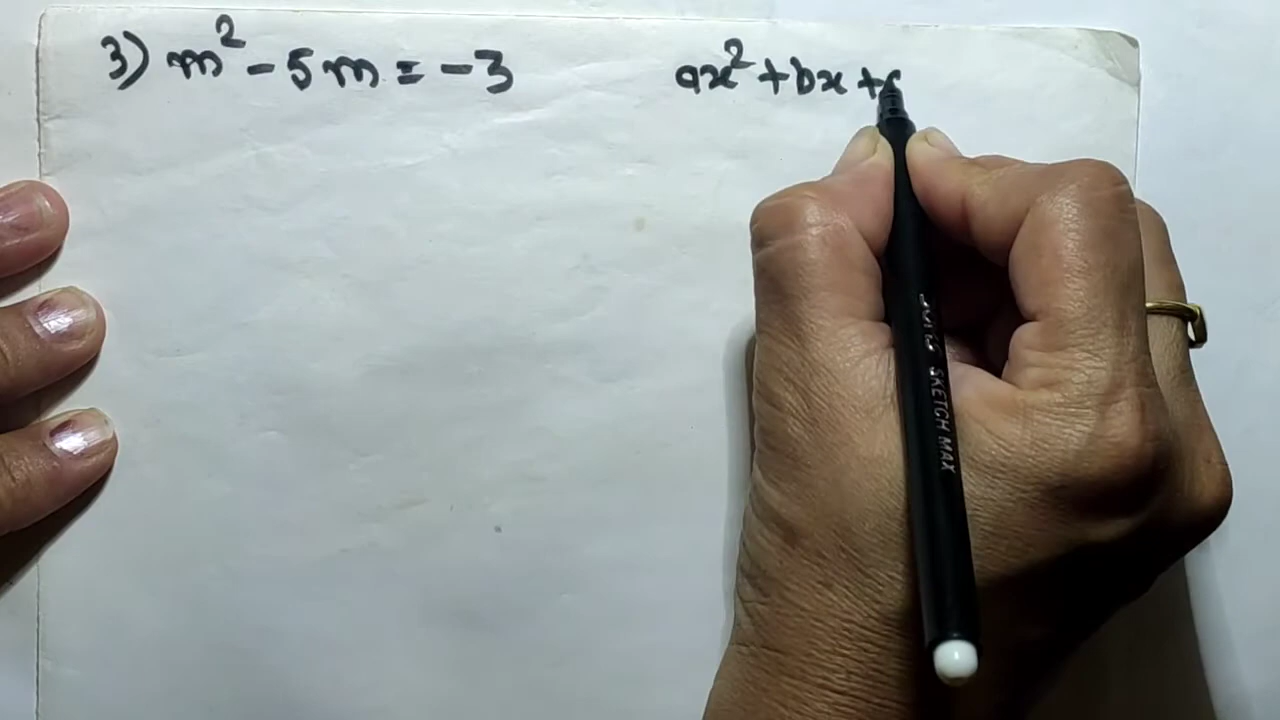 3) m² - 5m = -3
ax² + bx +
SKETCH MAX